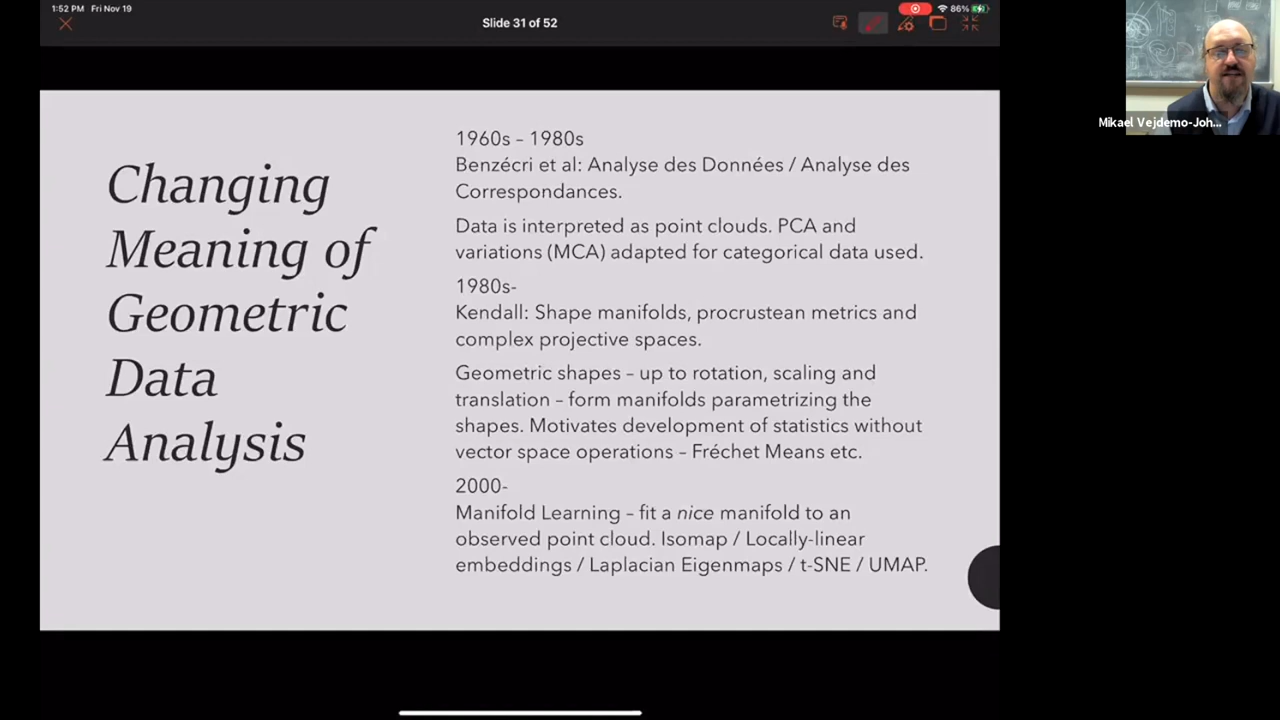 1:52 PM Fri Nov 19
86%
Slide 31 of 52
Mikael Vejdemo-Joh...
Changing
Meaning of
Geometric
Data
Analysis
1960s – 1980s
Benzécri et al: Analyse des Données / Analyse des
Correspondances.
Data is interpreted as point clouds. PCA and
variations (MCA) adapted for categorical data used.
1980s-
Kendall: Shape manifolds, procrustean metrics and
complex projective spaces.
Geometric shapes – up to rotation, scaling and
translation – form manifolds parametrizing the
shapes. Motivates development of statistics without
vector space operations – Fréchet Means etc.
2000-
Manifold Learning – fit a nice manifold to an
observed point cloud. Isomap / Locally-linear
embeddings / Laplacian Eigenmaps / t-SNE / UMAP.